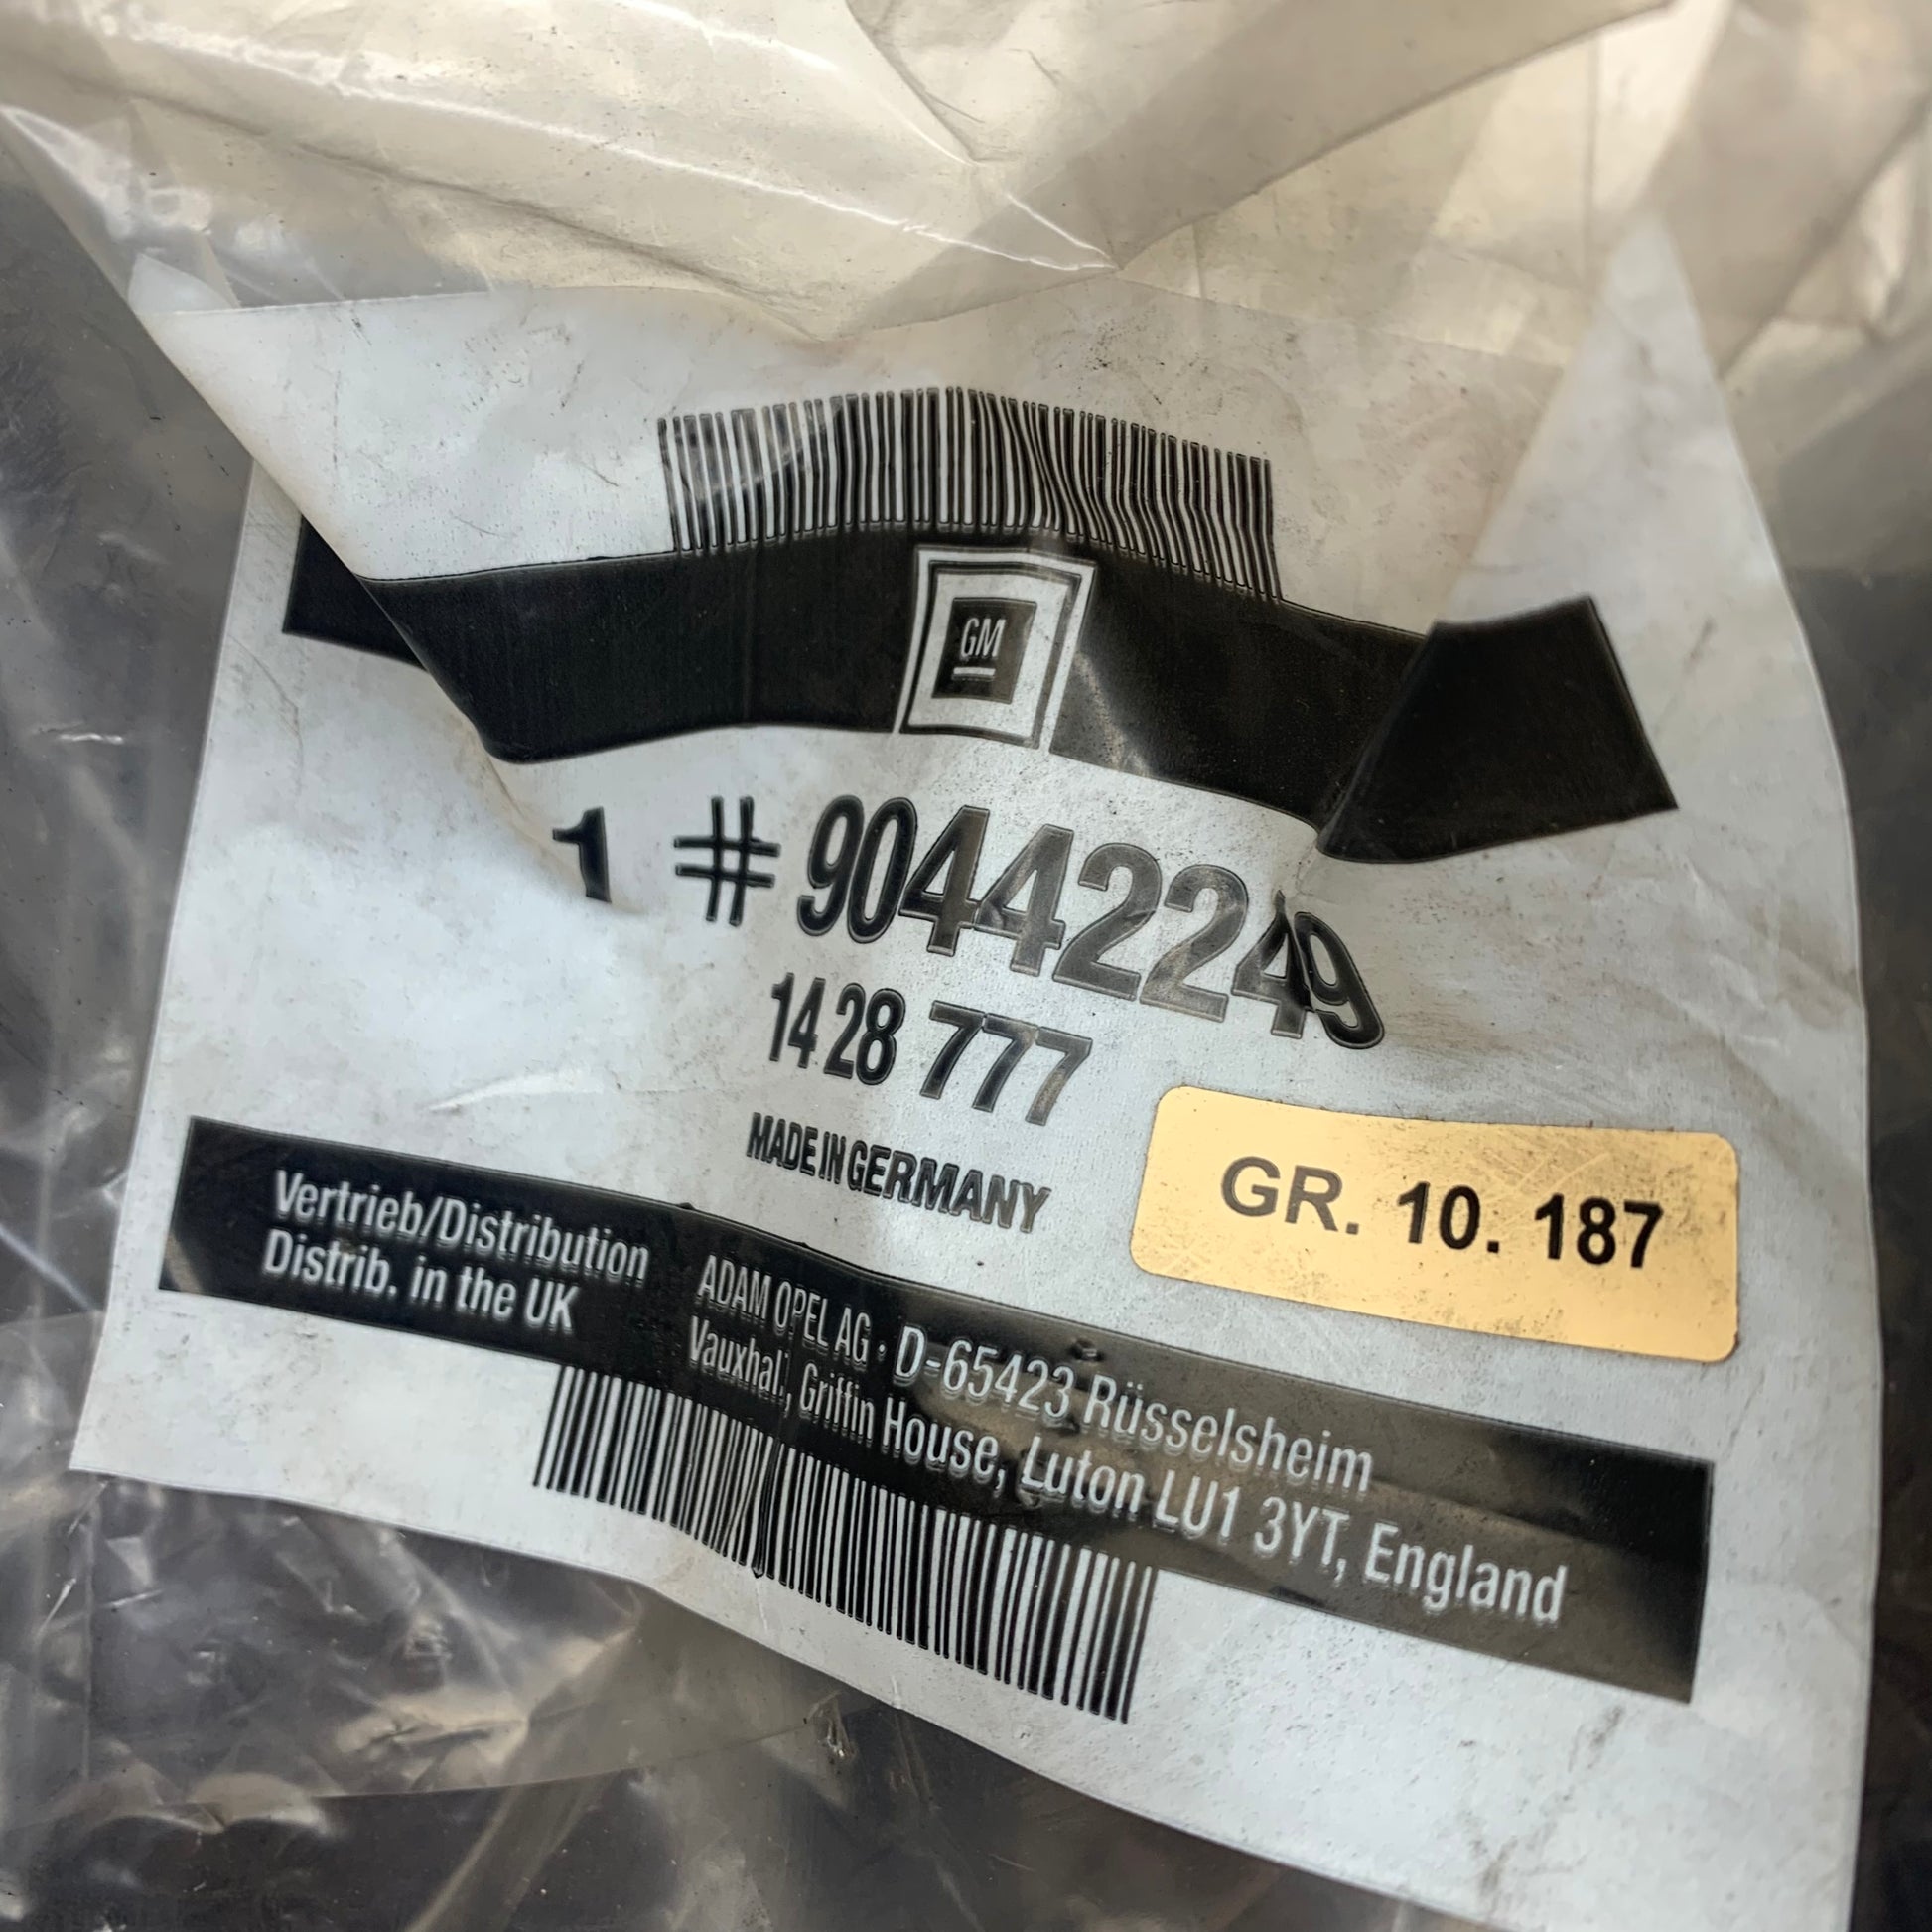 GM
1 # 90442249
14 28 777
MADE IN GERMANY
GR. 10. 187
Vertrieb/Distribution ADAM OPEL AG · D-65423 Rüsselsheim
Distrib. in the UK Vauxhall, Griffin House, Luton LU1 3YT, England